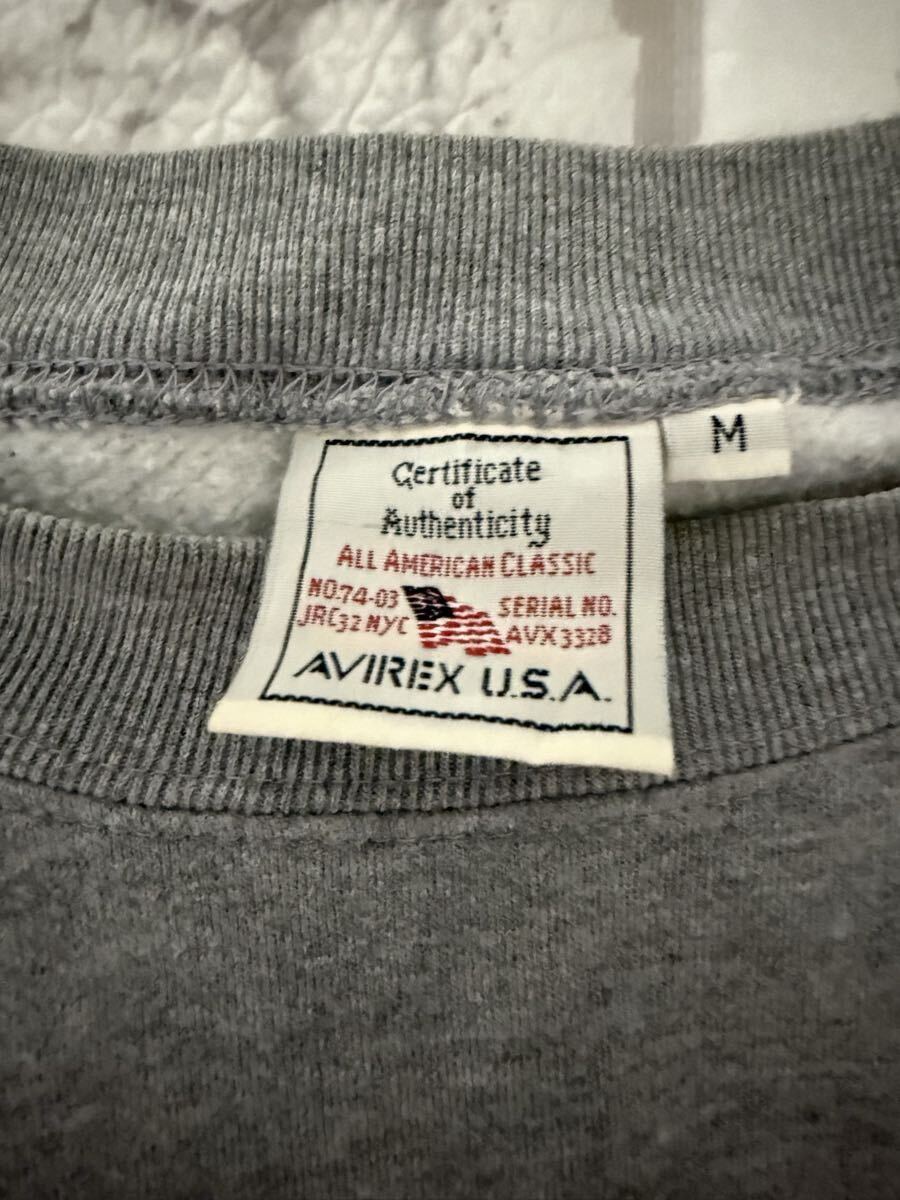 M
Certificate
of
Authenticity
ALL AMERICAN CLASSIC
NO.74-03 SERIAL NO.
JRC32 NYC AVX3328
AVIREX U.S.A.